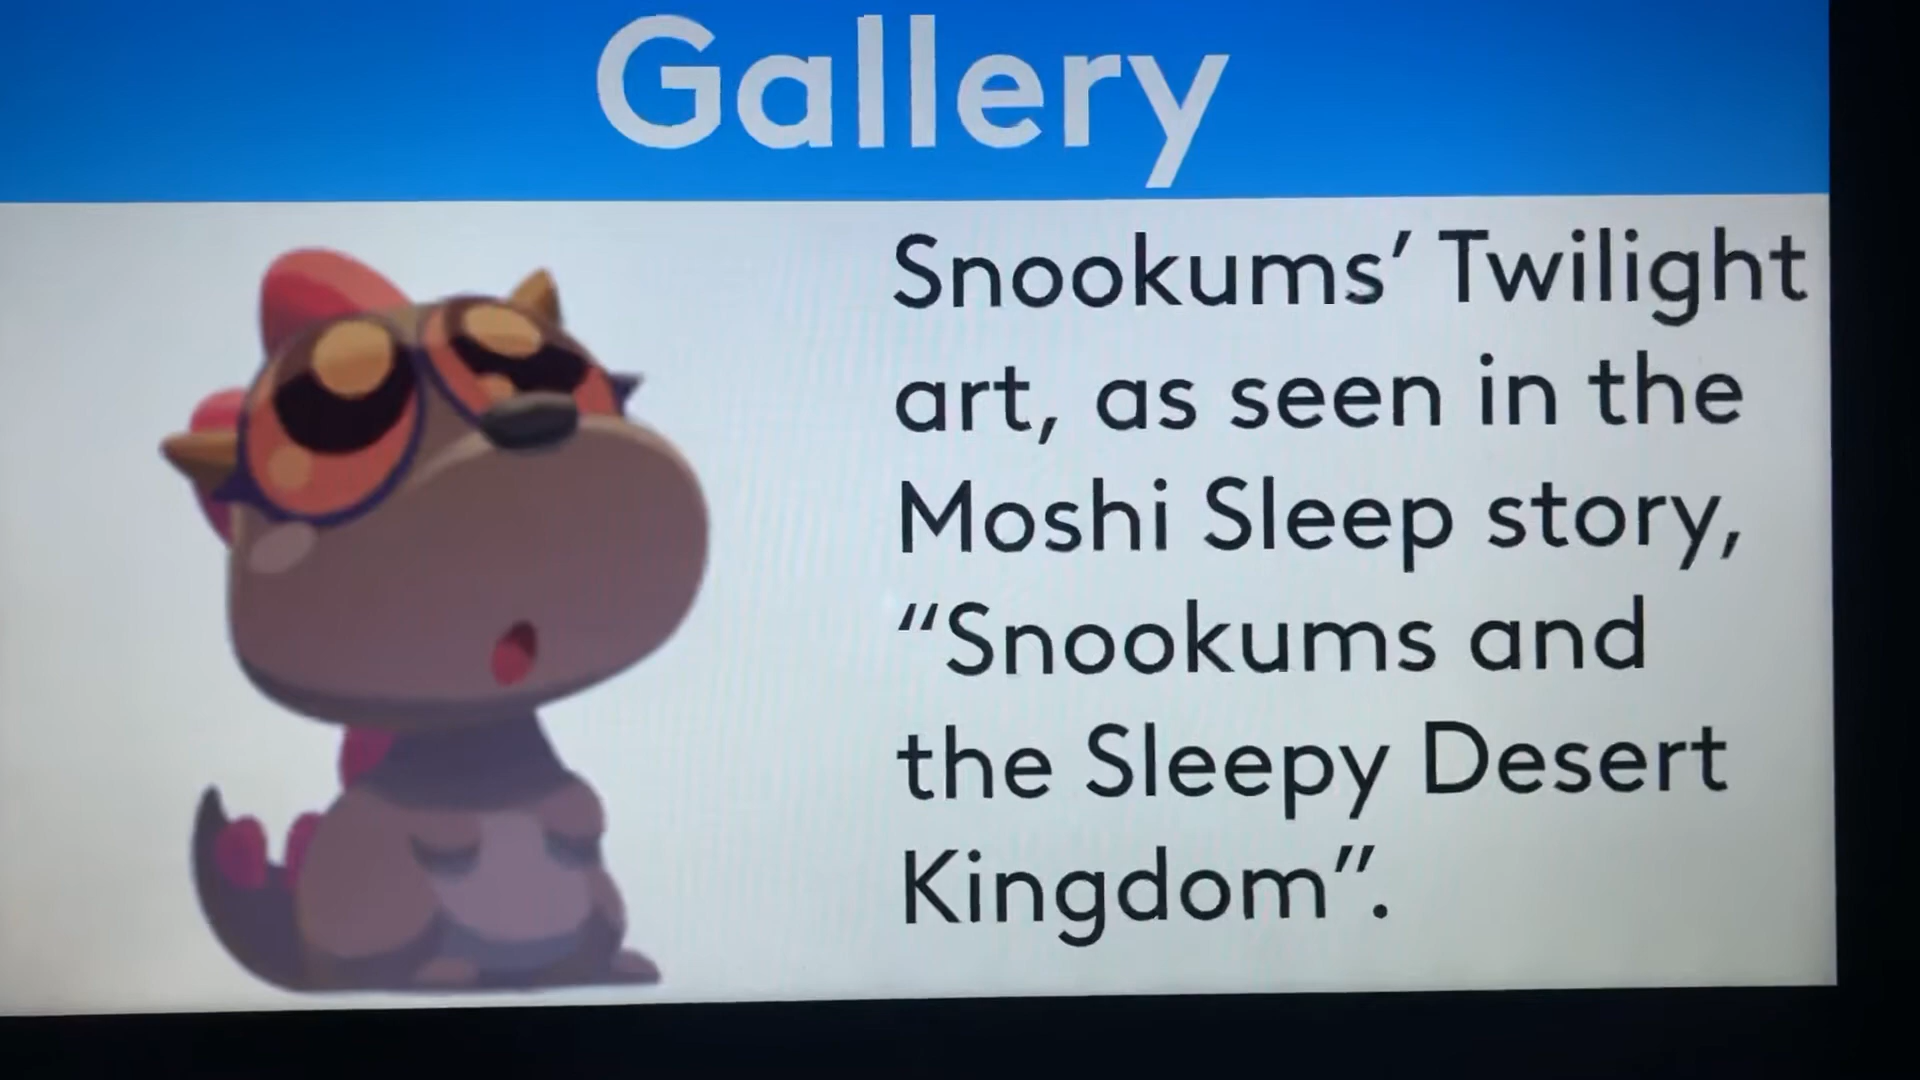 Gallery
Snookums’ Twilight
art, as seen in the
Moshi Sleep story,
“Snookums and
the Sleepy Desert
Kingdom”.